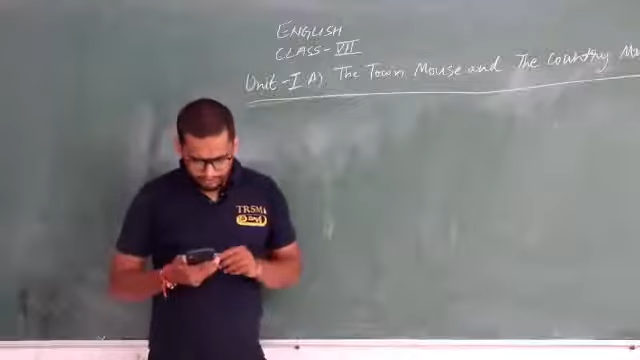 ENGLISH
CLASS-VII
Unit-I A). The Town Mouse and The Country
TRSMA